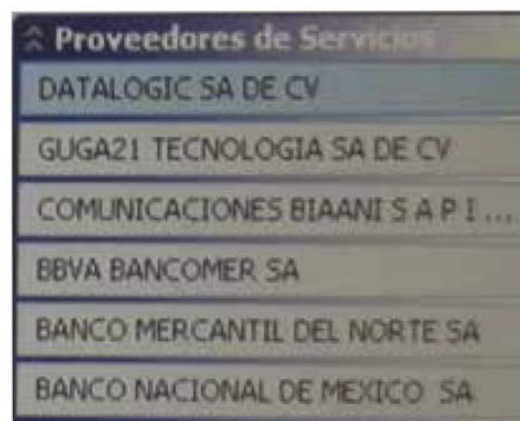 Proveedores de Servicios
DATALOGIC SA DE CV
GUGA21 TECNOLOGIA SA DE CV
COMUNICACIONES BIAANI S A P I ...
BBVA BANCOMER SA
BANCO MERCANTIL DEL NORTE SA
BANCO NACIONAL DE MEXICO SA